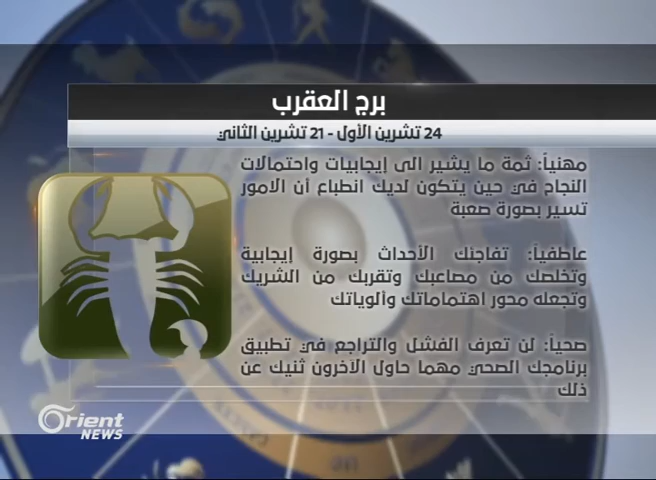 برج العقرب
24 تشرين الأول - 21 تشرين الثاني
مهنياً: ثمة ما يشير الى إيجابيات واحتمالات
النجاح في حين يتكون لديك انطباع أن الامور
تسير بصورة صعبة
عاطفياً: تفاجئك الأحداث بصورة إيجابية
وتخلصك من مصاعبك وتقربك من الشريك
وتجعله محور اهتماماتك وألوياتك
صحياً: لن تعرف الفشل والتراجع في تطبيق
برنامجك الصحي مهما حاول الآخرون ثنيك عن
ذلك
Orient
NEWS